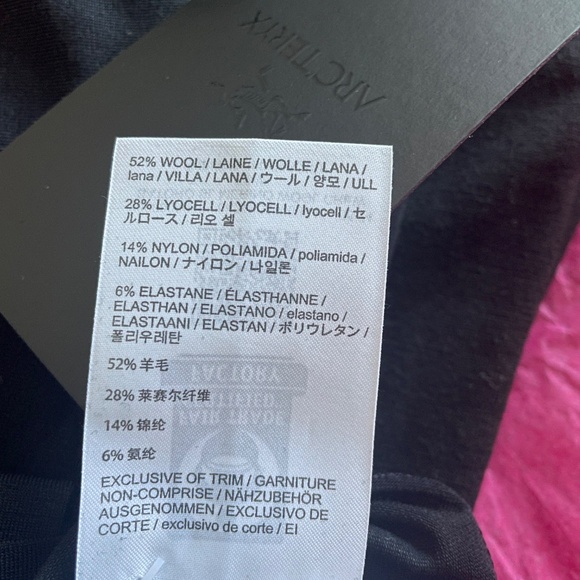 ARC'TERYX
52% WOOL / LAINE / WOLLE / LANA /
lana / VILLA / LANA / ウール / 양모 / ULL
28% LYOCELL / LYOCELL / lyocell / セ
ルロース / 리오 셀
14% NYLON / POLIAMIDA / poliamida /
NAILON / ナイロン / 나일론
6% ELASTANE / ÉLASTHANNE /
ELASTHAN / ELASTANO / elastano /
ELASTAANI / ELASTAN / ポリウレタン /
폴리우레탄
52% 羊毛
28% 莱赛尔纤维
14% 锦纶
6% 氨纶
FACTORY
CERTIFIED
FAIR TRADE
EXCLUSIVE OF TRIM / GARNITURE
NON-COMPRISE / NÄHZUBEHÖR
AUSGENOMMEN / EXCLUSIVO DE
CORTE / exclusivo de corte / EI